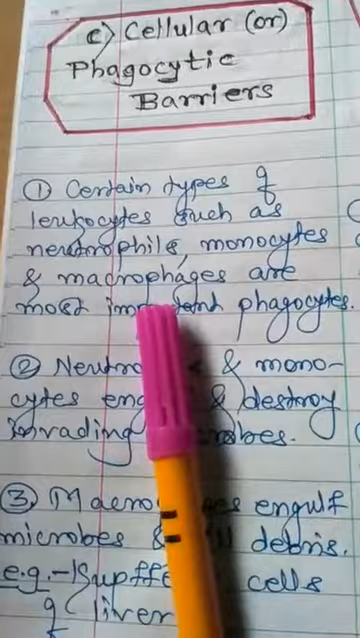 c) Cellular (or)
Phagocytic
Barriers
① Certain types of
leukocytes such as
neutrophils, monocytes
& macrophages are
most phagocytes.
② & mono-
cytes & destroy
invading
③ engulf
microbes & debris.
e.g.- cells
of liver